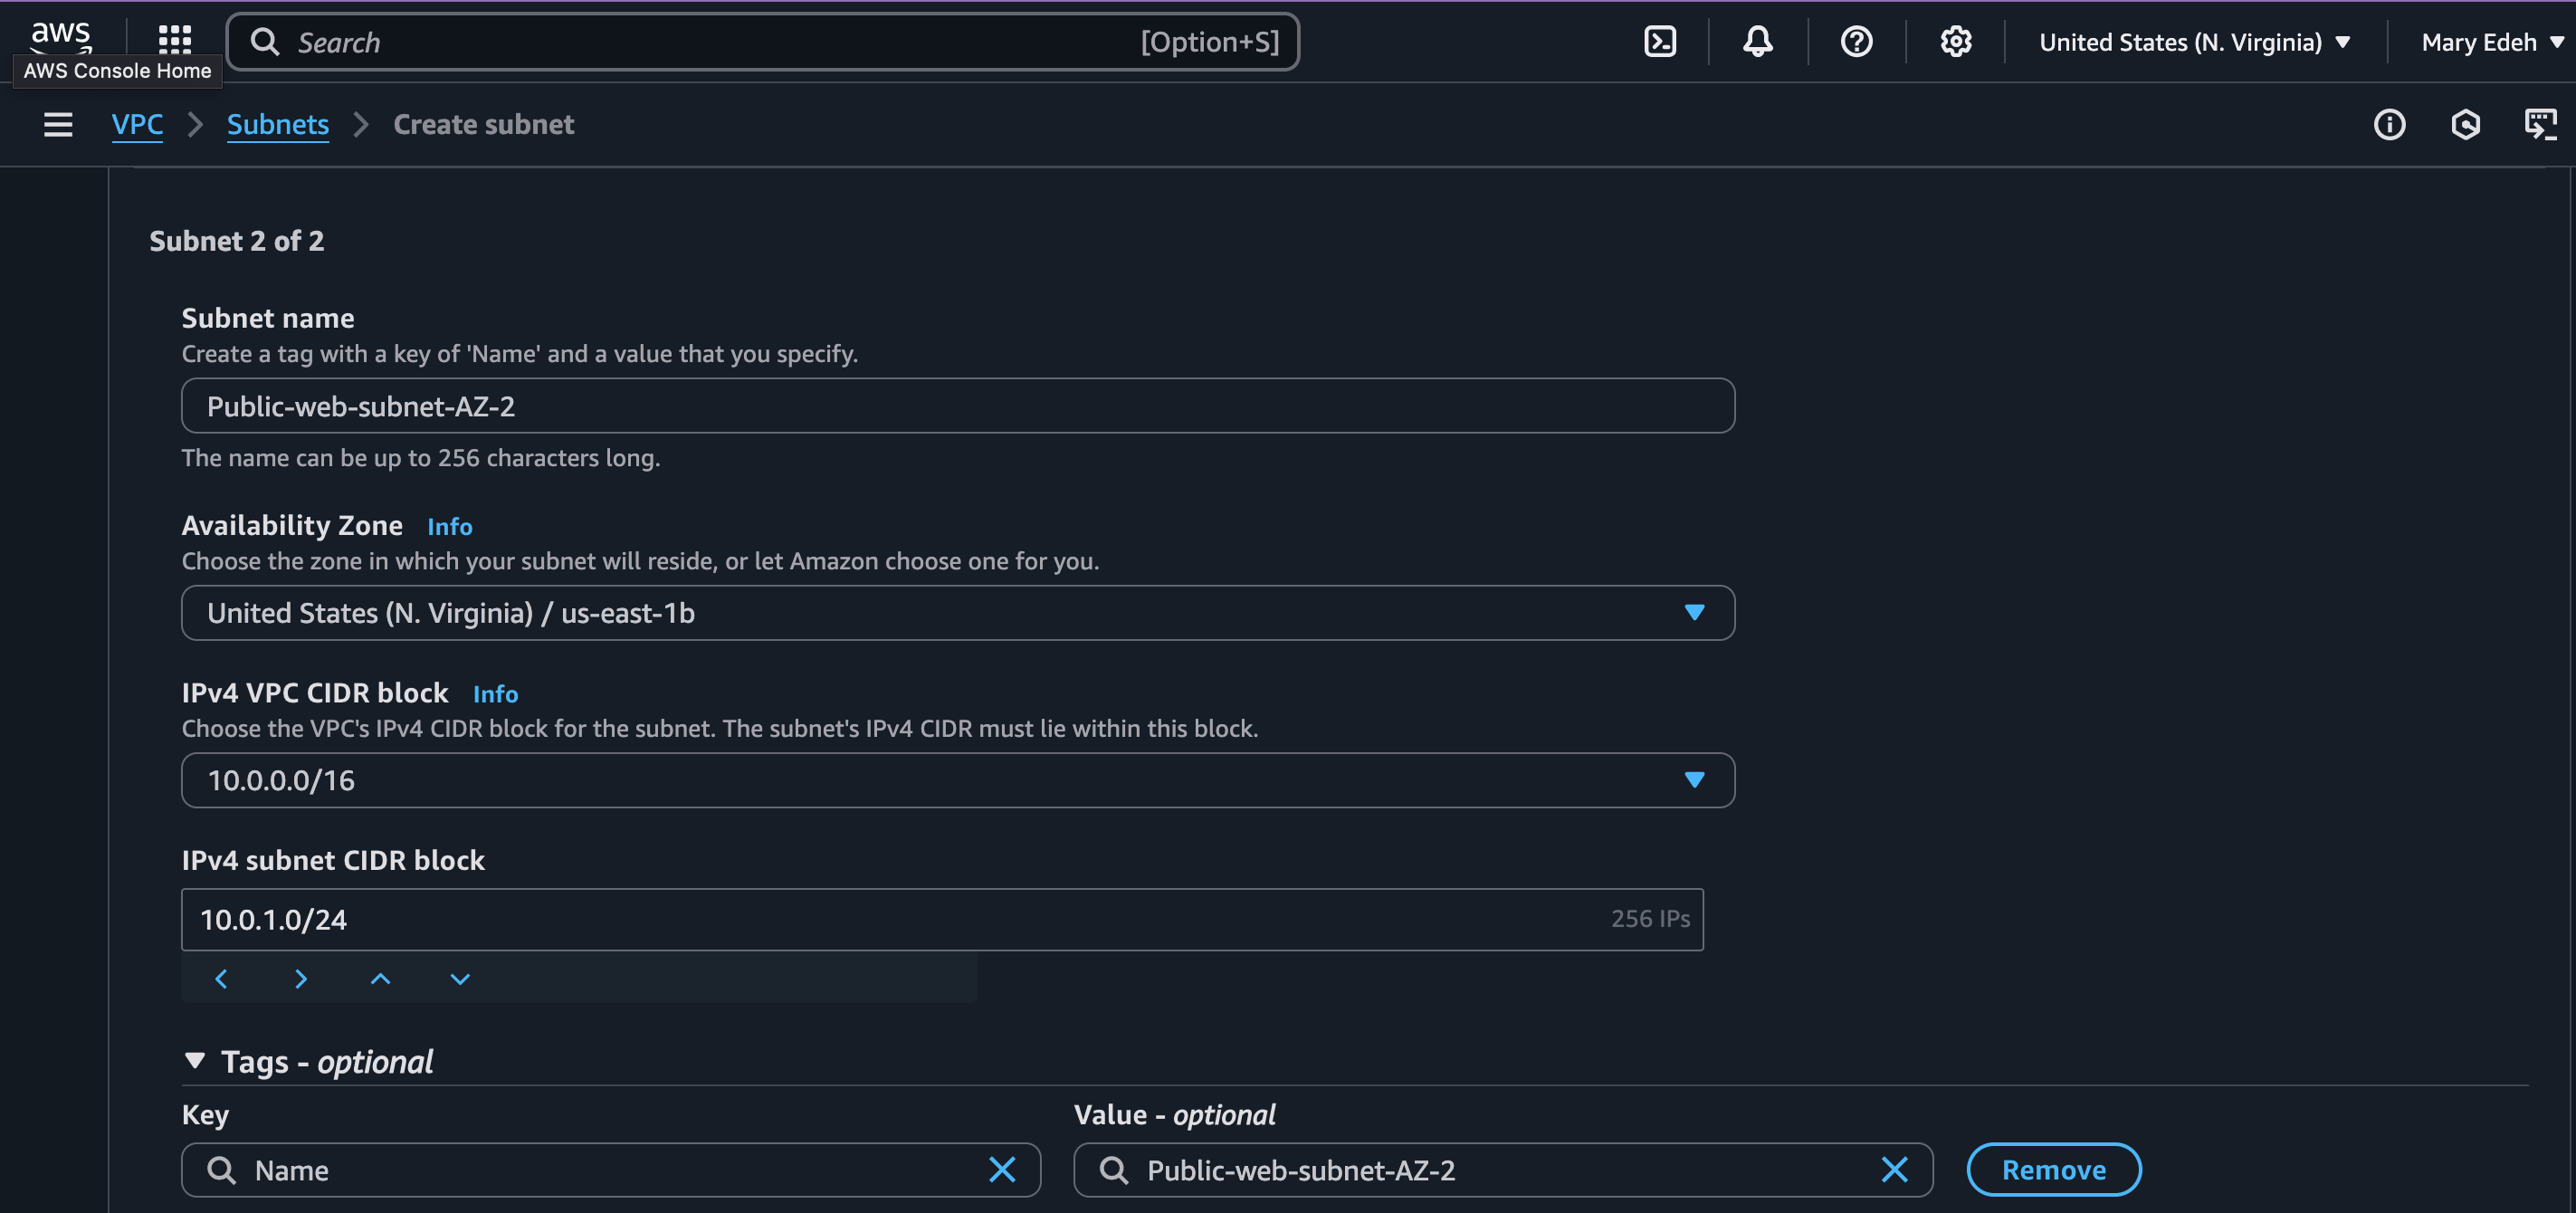 aws
Search
[Option+S]
United States (N. Virginia)
Mary Edeh
AWS Console Home
VPC
Subnets
Create subnet
Subnet 2 of 2
Subnet name
Create a tag with a key of 'Name' and a value that you specify.
Public-web-subnet-AZ-2
The name can be up to 256 characters long.
Availability Zone Info
Choose the zone in which your subnet will reside, or let Amazon choose one for you.
United States (N. Virginia) / us-east-1b
IPv4 VPC CIDR block Info
Choose the VPC's IPv4 CIDR block for the subnet. The subnet's IPv4 CIDR must lie within this block.
10.0.0.0/16
IPv4 subnet CIDR block
10.0.1.0/24
256 IPs
Tags - optional
Key
Value - optional
Name
Public-web-subnet-AZ-2
Remove